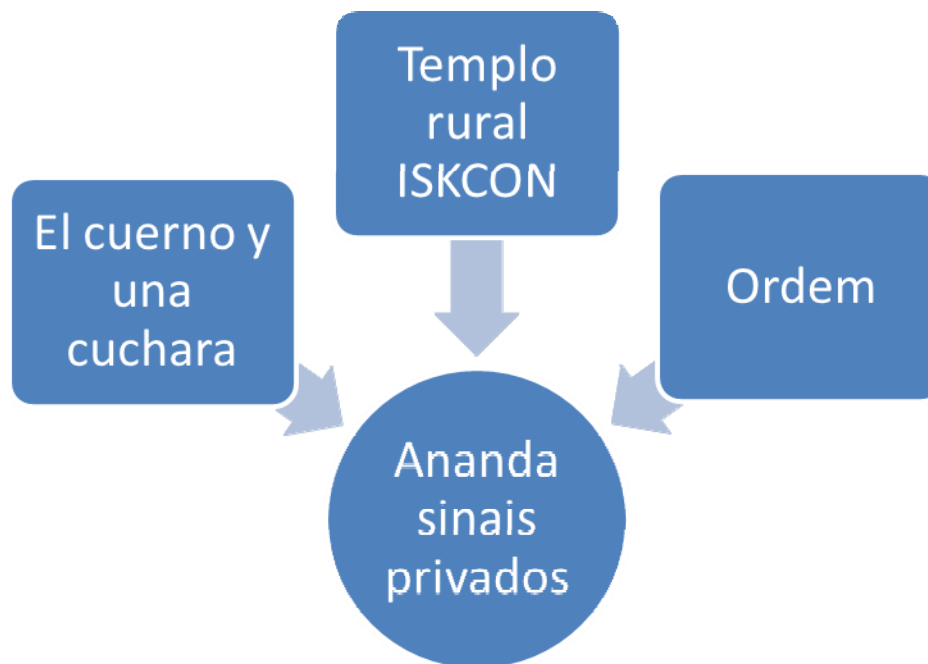 Templo
rural
ISKCON
El cuerno y
una
cuchara
Ordem
Ananda
sinais
privados